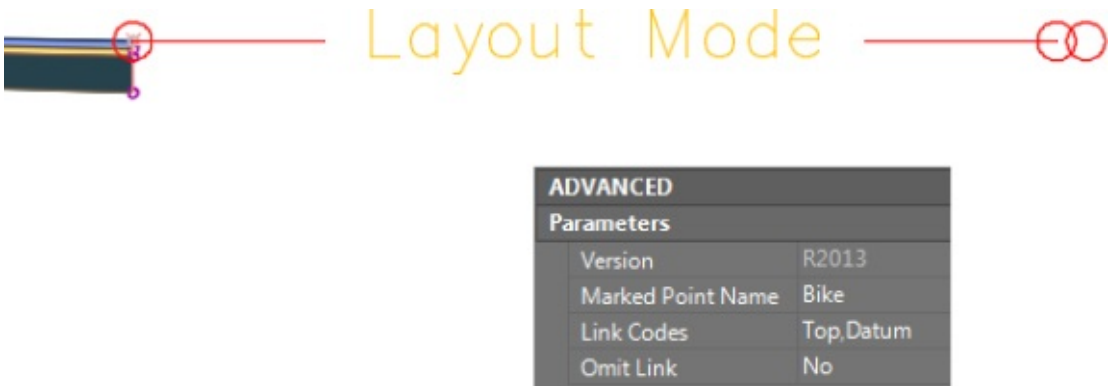 Layout Mode
ADVANCED
Parameters
Version R2013
Marked Point Name Bike
Link Codes Top,Datum
Omit Link No